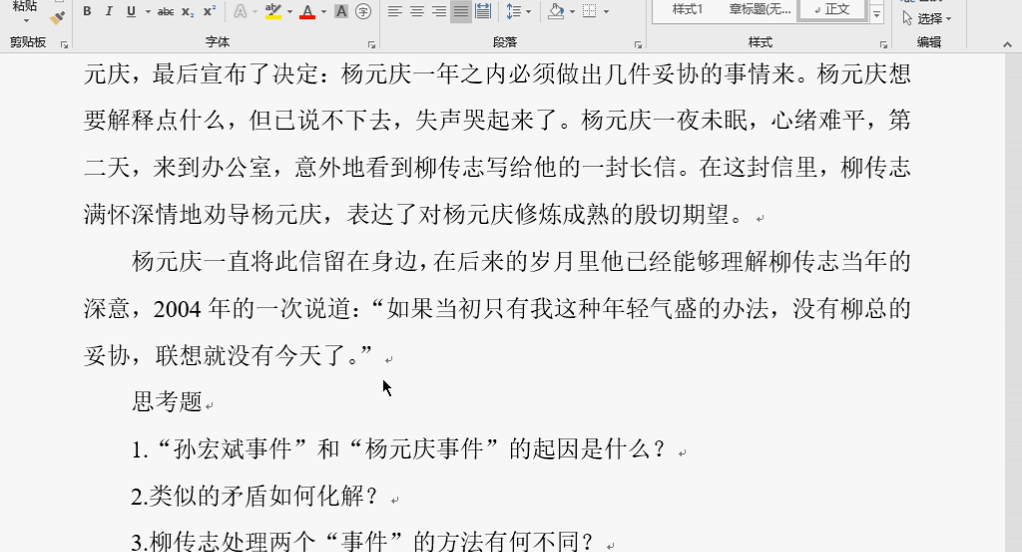 粘贴
B I U abc x₂ x² A aby A A A 字
样式1 章标题(无... 正文
选择
剪贴板 字体 段落 样式 编辑
元庆，最后宣布了决定：杨元庆一年之内必须做出几件妥协的事情来。杨元庆想
要解释点什么，但已说不下去，失声哭起来了。杨元庆一夜未眠，心绪难平，第
二天，来到办公室，意外地看到柳传志写给他的一封长信。在这封信里，柳传志
满怀深情地劝导杨元庆，表达了对杨元庆修炼成熟的殷切期望。
杨元庆一直将此信留在身边，在后来的岁月里他已经能够理解柳传志当年的
深意，2004 年的一次说道：“如果当初只有我这种年轻气盛的办法，没有柳总的
妥协，联想就没有今天了。”
思考题
1.“孙宏斌事件”和“杨元庆事件”的起因是什么？
2.类似的矛盾如何化解？
3.柳传志处理两个“事件”的方法有何不同？